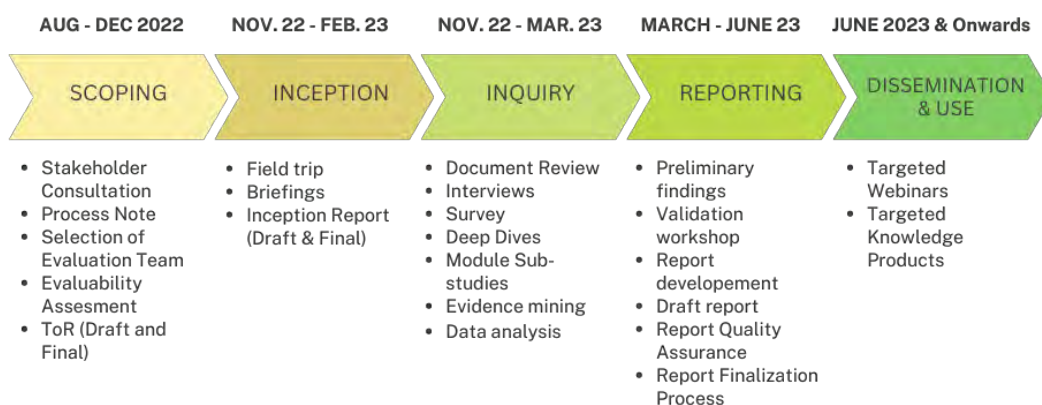 AUG - DEC 2022
SCOPING
• Stakeholder
Consultation
• Process Note
• Selection of
Evaluation Team
• Evaluability
Assesment
• ToR (Draft and
Final)
NOV. 22 - FEB. 23
INCEPTION
• Field trip
• Briefings
• Inception Report
(Draft & Final)
NOV. 22 - MAR. 23
INQUIRY
• Document Review
• Interviews
• Survey
• Deep Dives
• Module Sub-
studies
• Evidence mining
• Data analysis
MARCH - JUNE 23
REPORTING
• Preliminary
findings
• Validation
workshop
• Report
developement
• Draft report
• Report Quality
Assurance
• Report Finalization
Process
JUNE 2023 & Onwards
DISSEMINATION
& USE
• Targeted
Webinars
• Targeted
Knowledge
Products